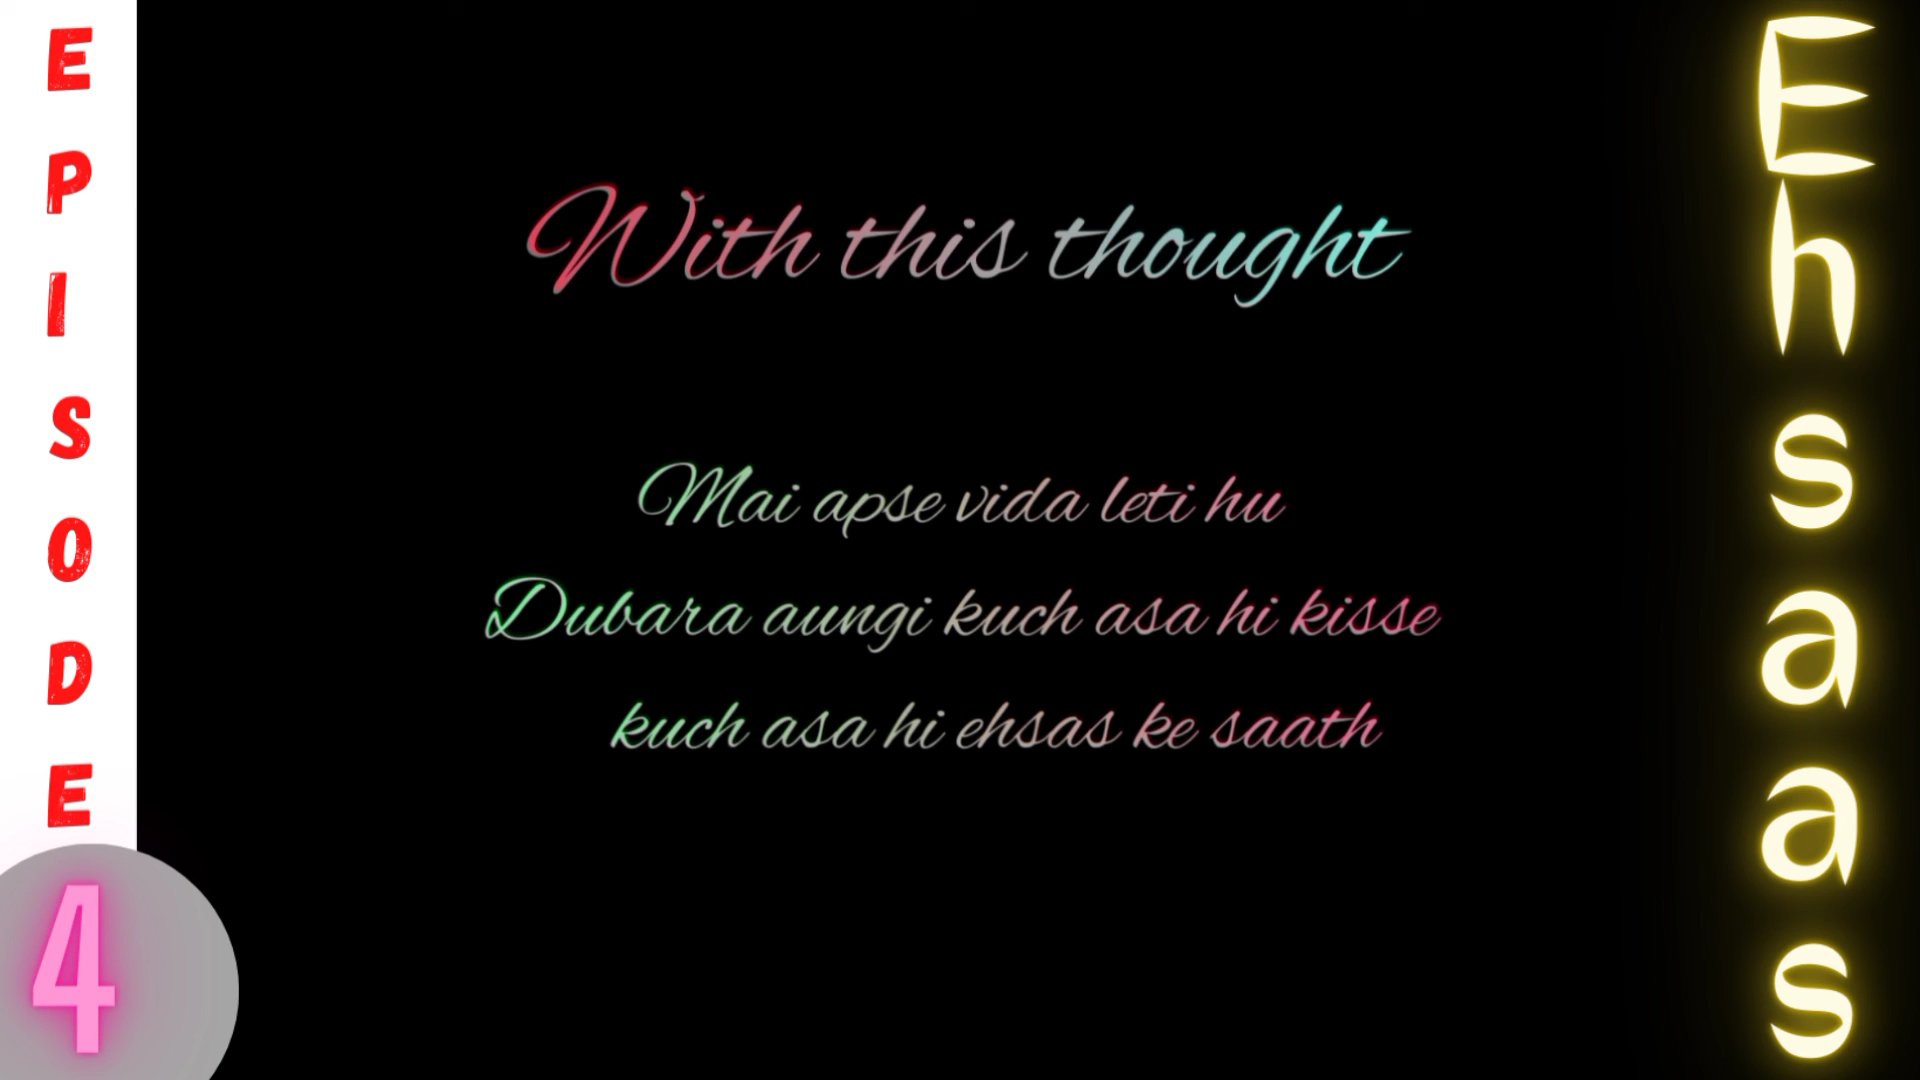 EPISODE
4
With this thought
Mai apse vida leti hu
Dubara aungi kuch asa hi kisse
kuch asa hi ehsas ke saath
Ehsaas